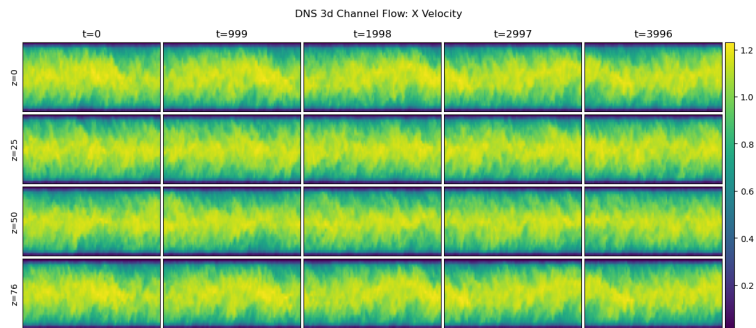 DNS 3d Channel Flow: X Velocity
t=0 t=999 t=1998 t=2997 t=3996
z=0
z=25
z=50
z=76
1.2
1.0
0.8
0.6
0.4
0.2